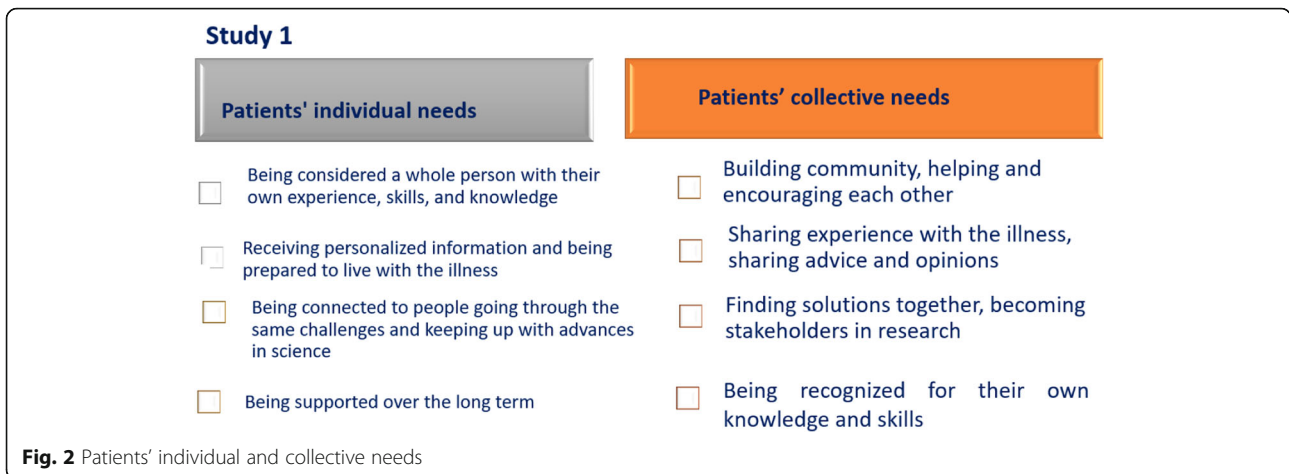 Study 1
Patients' individual needs
Being considered a whole person with their
own experience, skills, and knowledge
Receiving personalized information and being
prepared to live with the illness
Being connected to people going through the
same challenges and keeping up with advances
in science
Being supported over the long term
Patients’ collective needs
Building community, helping and
encouraging each other
Sharing experience with the illness,
sharing advice and opinions
Finding solutions together, becoming
stakeholders in research
Being recognized for their own
knowledge and skills
Fig. 2 Patients’ individual and collective needs